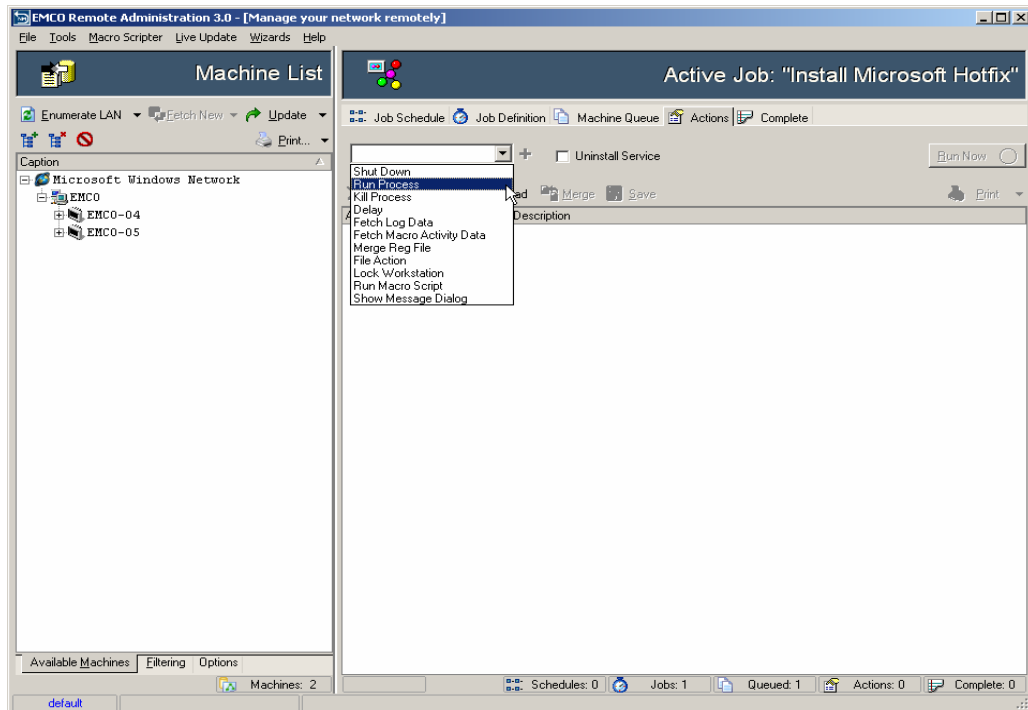 EMCO Remote Administration 3.0 - [Manage your network remotely]
File Tools Macro Scripter Live Update Wizards Help
Machine List
Active Job: "Install Microsoft Hotfix"
Enumerate LAN Fetch New Update
Job Schedule Job Definition Machine Queue Actions Complete
Print...
Uninstall Service
Run Now
Caption
Shut Down
Microsoft Windows Network
Run Process
Merge Save
Print
EMCO
Kill Process
Delay
Description
EMCO-04
Fetch Log Data
EMCO-05
Fetch Macro Activity Data
Merge Reg File
File Action
Lock Workstation
Run Macro Script
Show Message Dialog
Available Machines Filtering Options
Machines: 2
Schedules: 0 Jobs: 1 Queued: 1 Actions: 0 Complete: 0
default